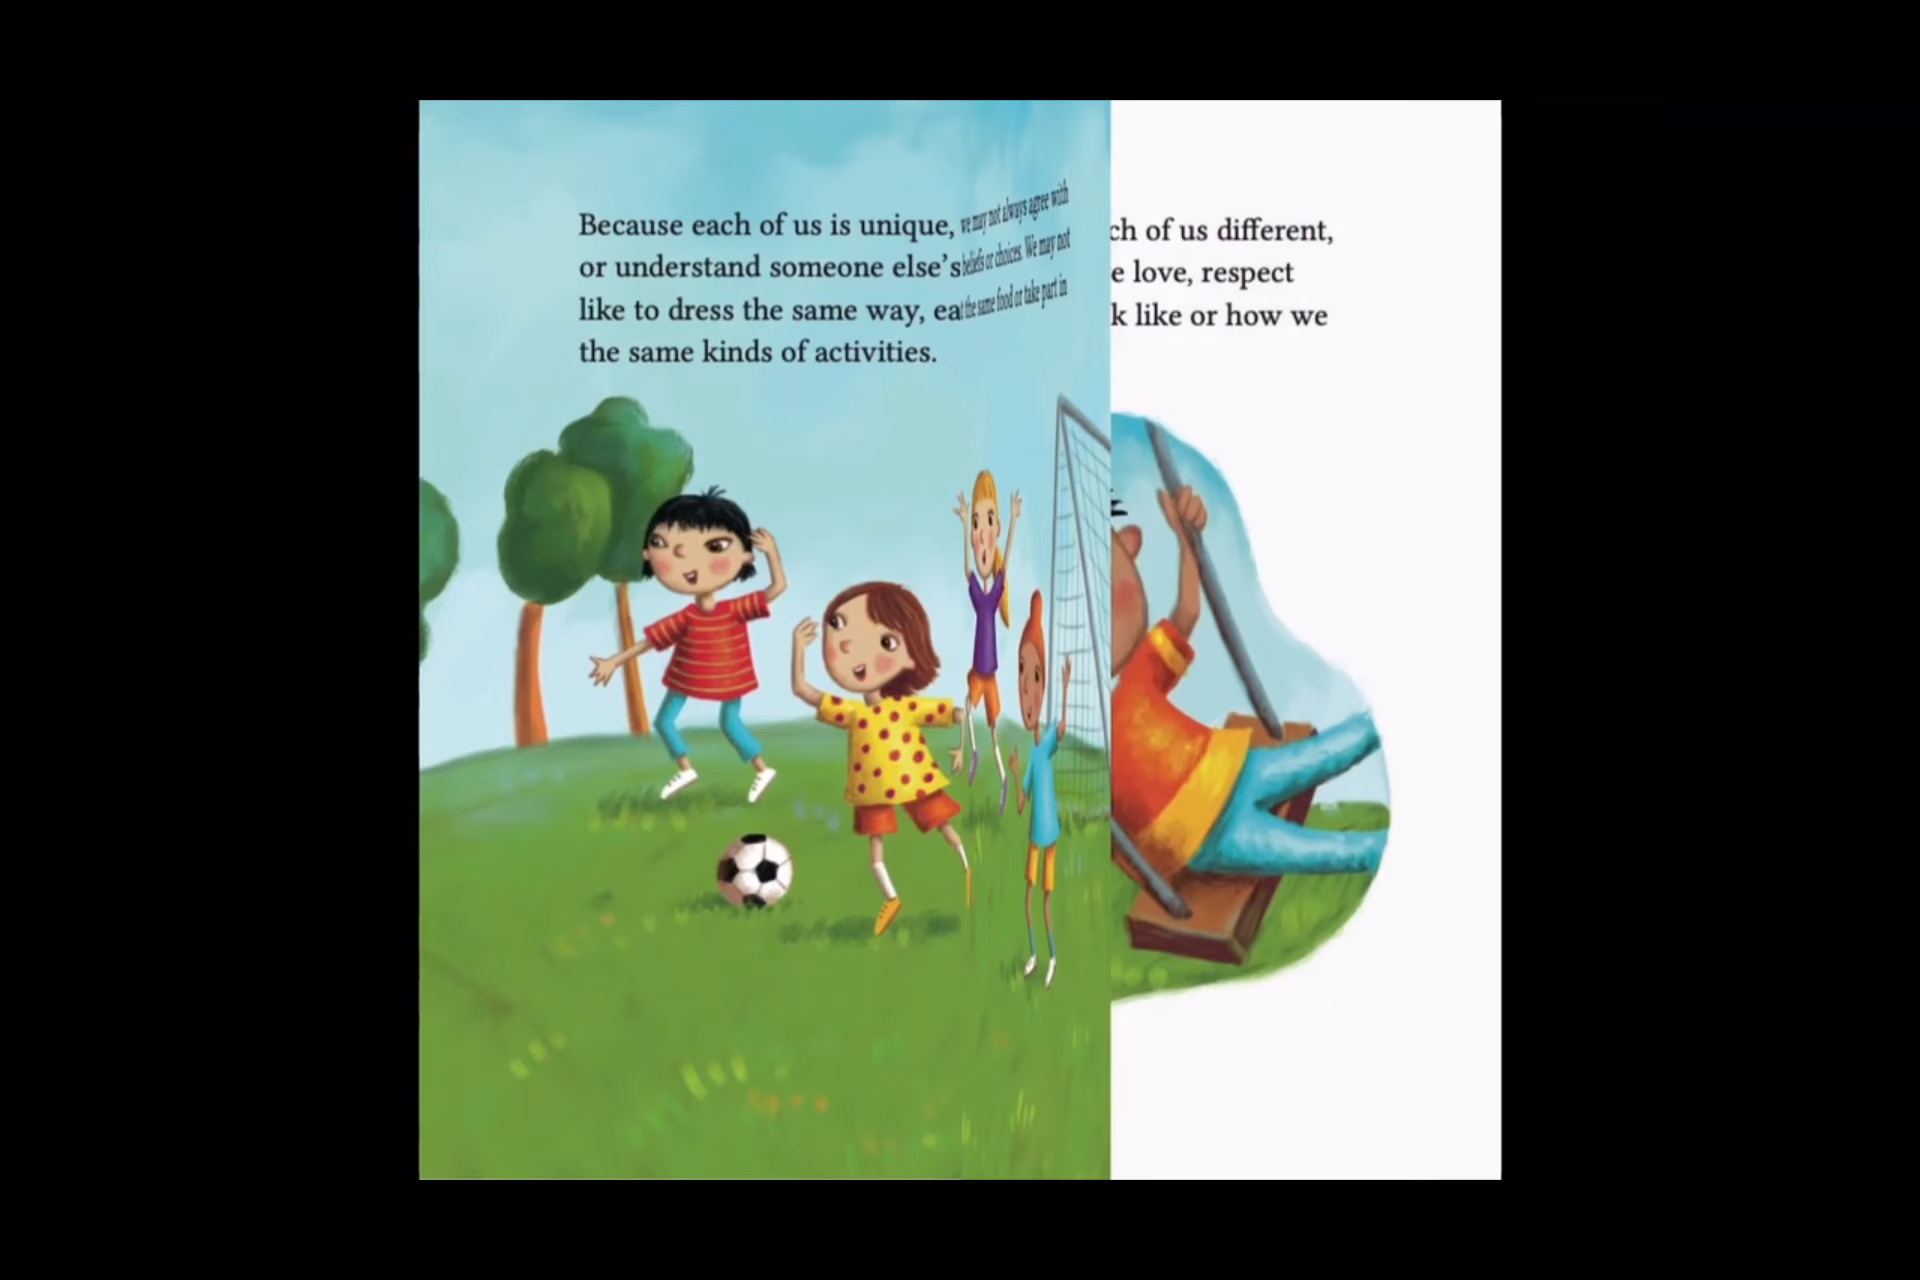 Because each of us is unique, we may not always agree with
or understand someone else's beliefs or choices. We may not
like to dress the same way, eat the same food or take part in
the same kinds of activities.
ch of us different,
e love, respect
k like or how we